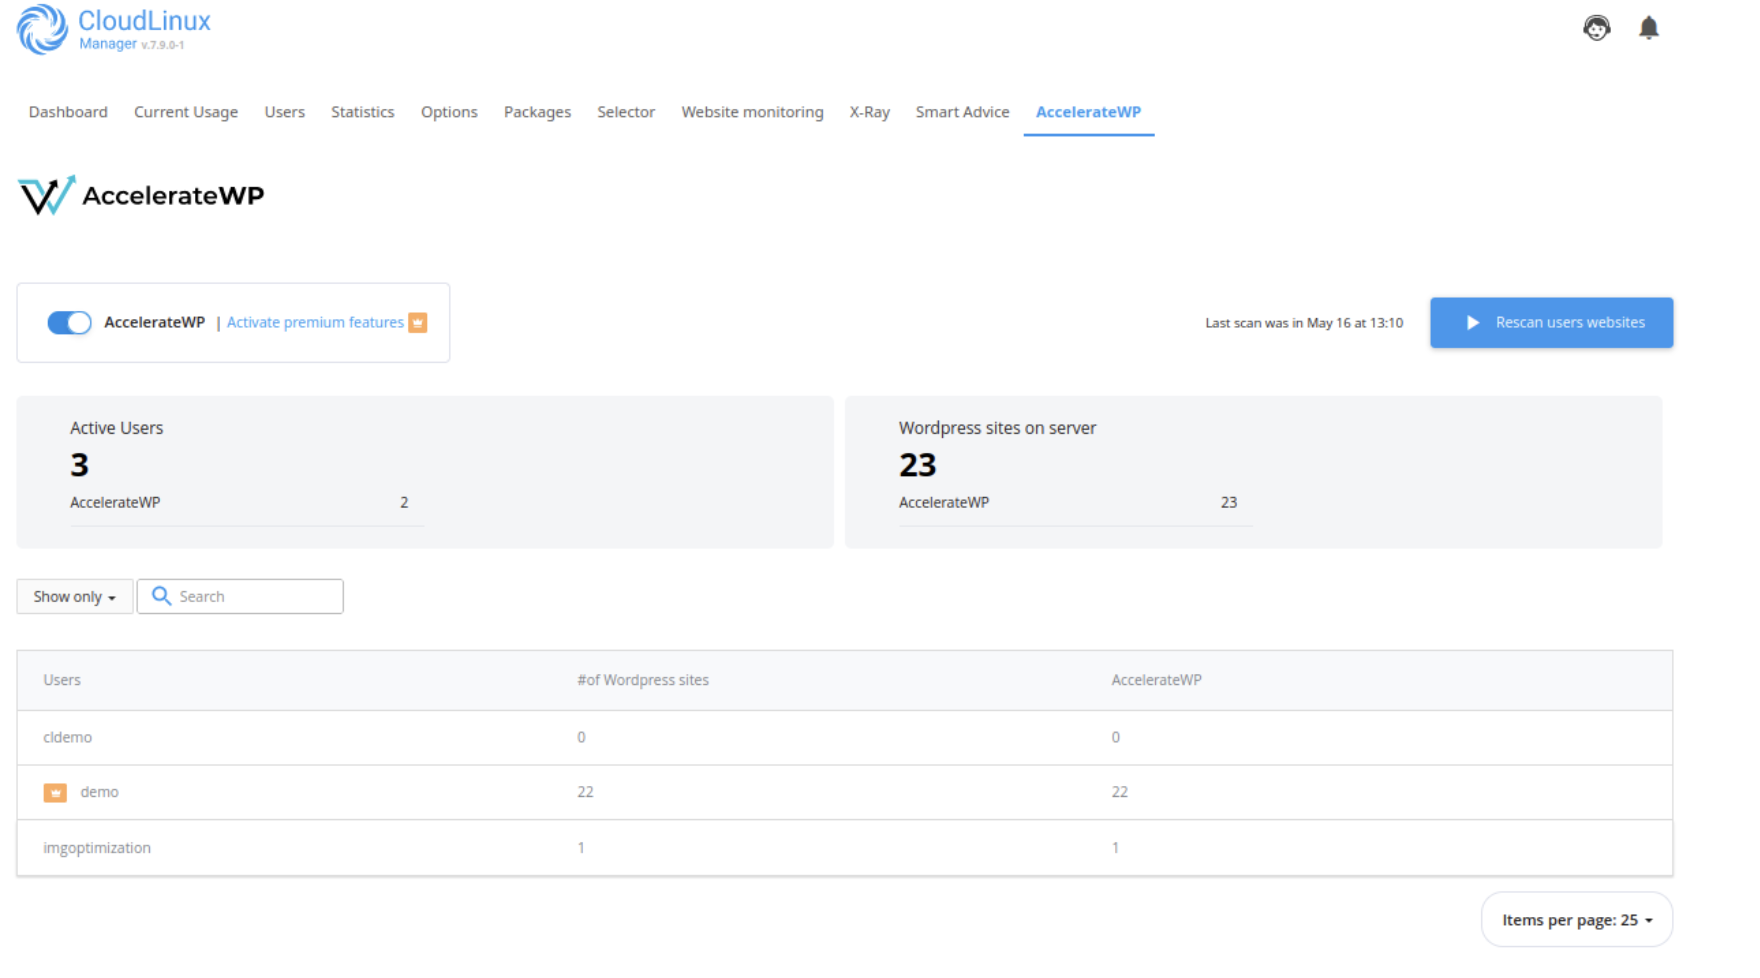 CloudLinux
Manager v.7.9.0-1
Dashboard Current Usage Users Statistics Options Packages Selector Website monitoring X-Ray Smart Advice AccelerateWP
AccelerateWP
AccelerateWP | Activate premium features
Last scan was in May 16 at 13:10
Rescan users websites
Active Users
3
AccelerateWP 2
Wordpress sites on server
23
AccelerateWP 23
Show only
Search
Users #of Wordpress sites AccelerateWP
cldemo 0 0
demo 22 22
imgoptimization 1 1
Items per page: 25